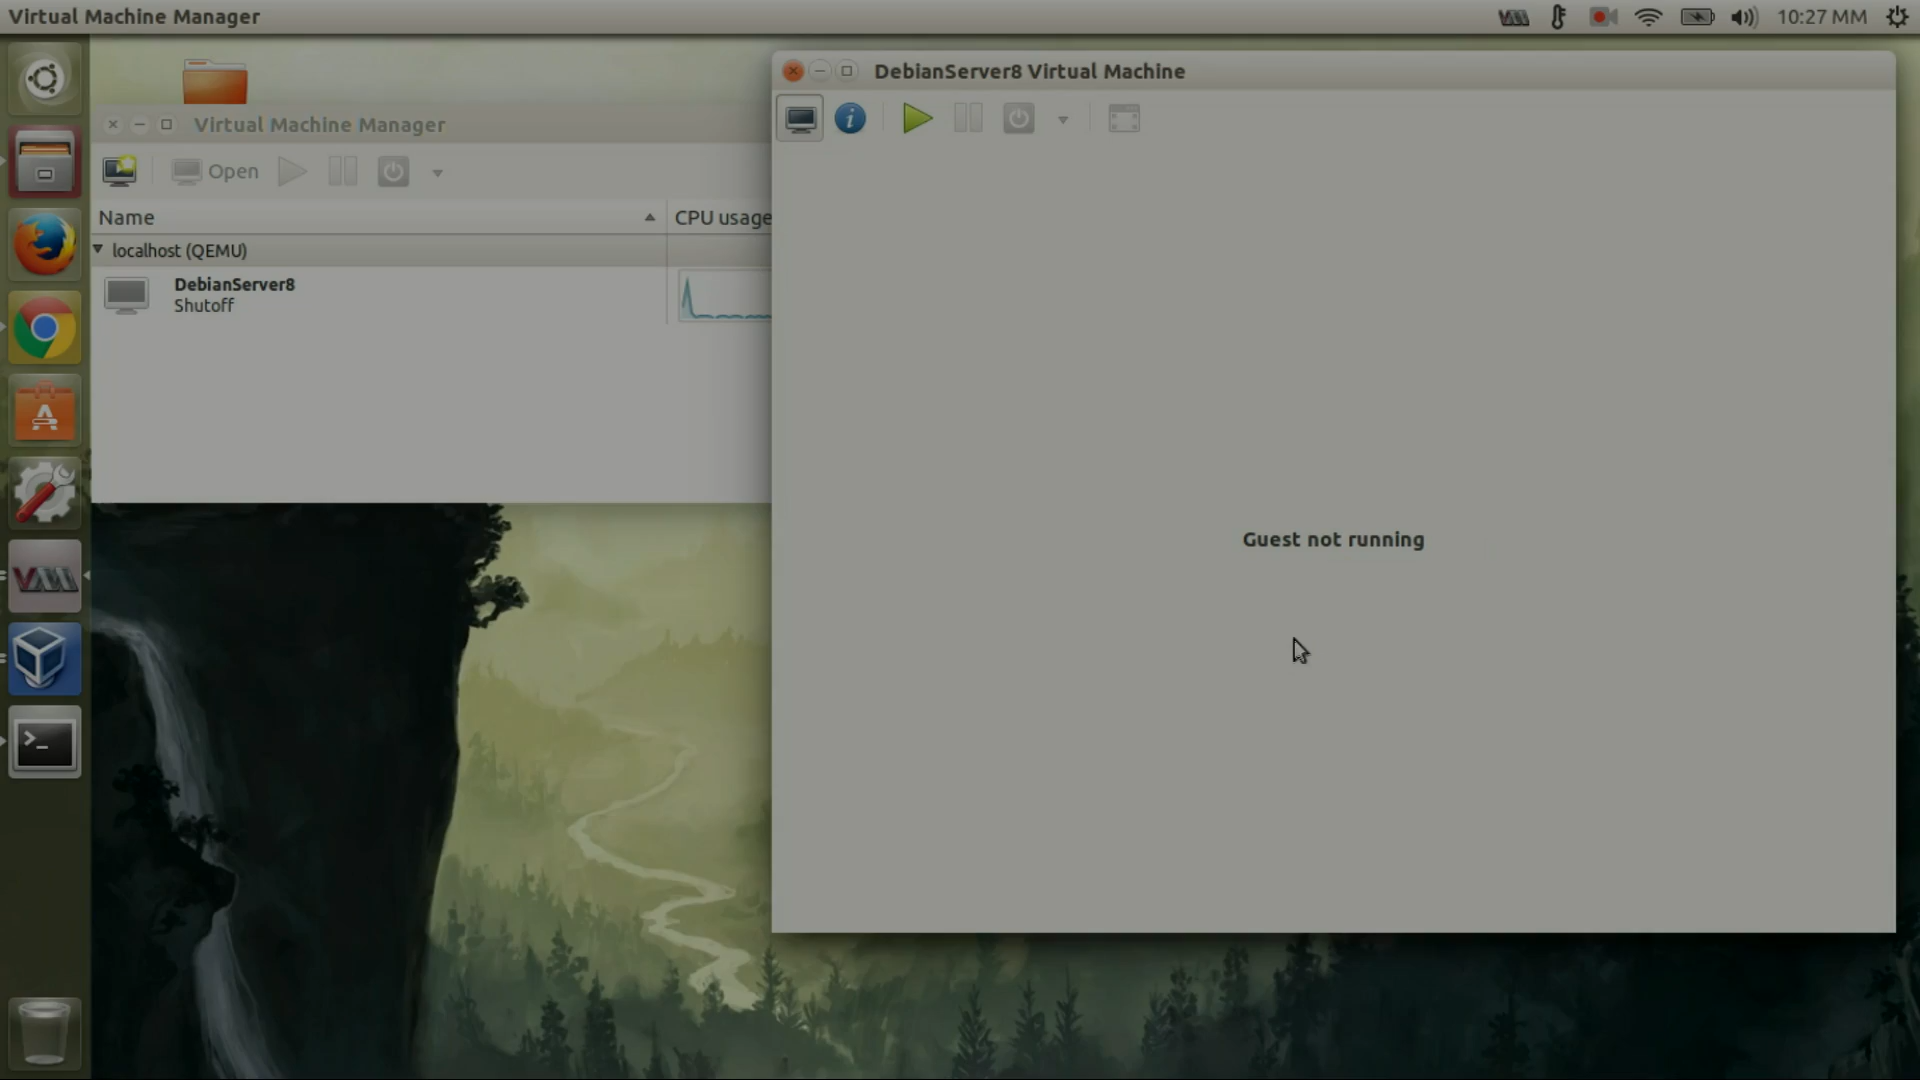 Virtual Machine Manager
10:27 MM
DebianServer8 Virtual Machine
Virtual Machine Manager
Open
Name
CPU usage
localhost (QEMU)
DebianServer8
Shutoff
Guest not running